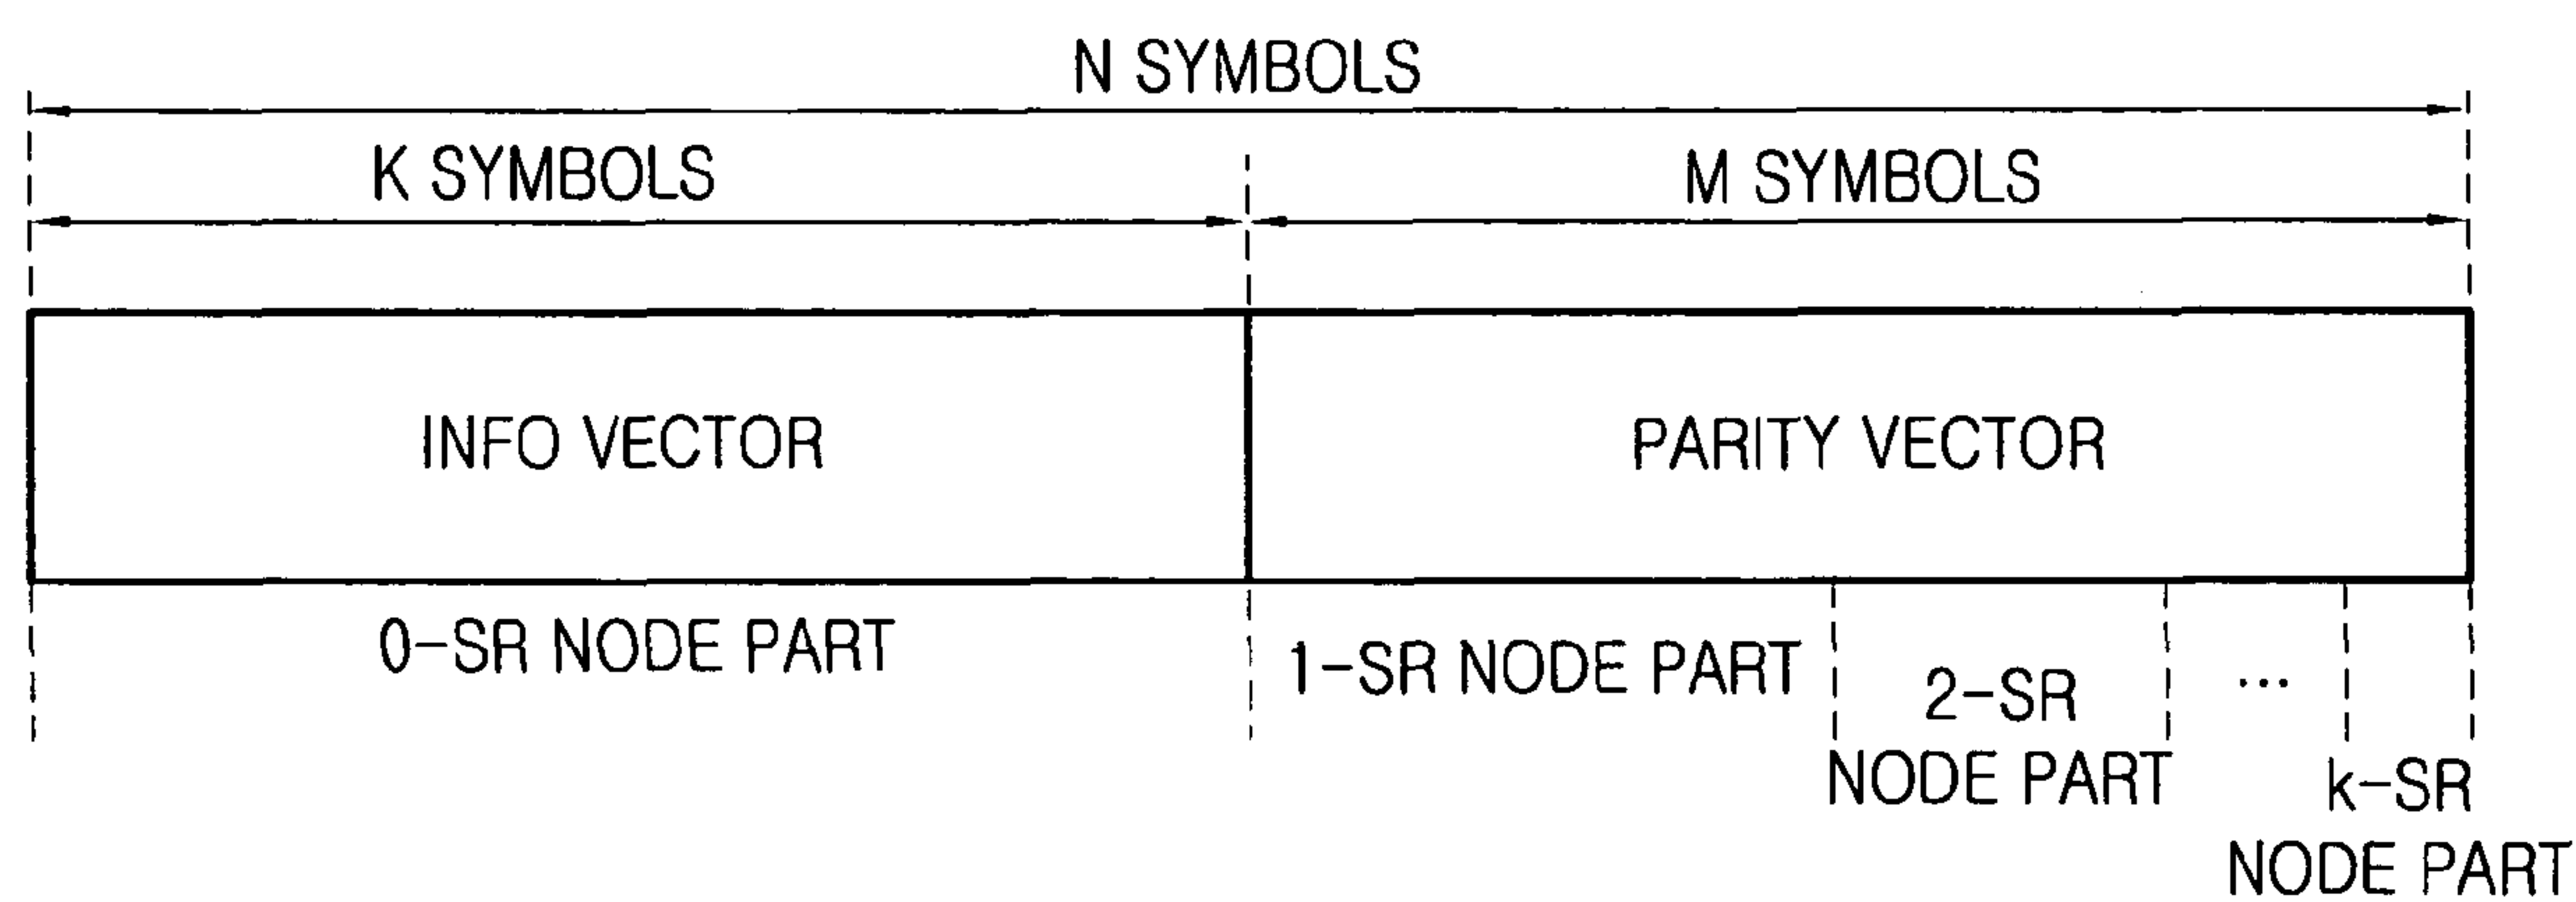 N SYMBOLS
K SYMBOLS
M SYMBOLS
INFO VECTOR
PARITY VECTOR
0-SR NODE PART
1-SR NODE PART
2-SR
NODE PART
...
k-SR
NODE PART